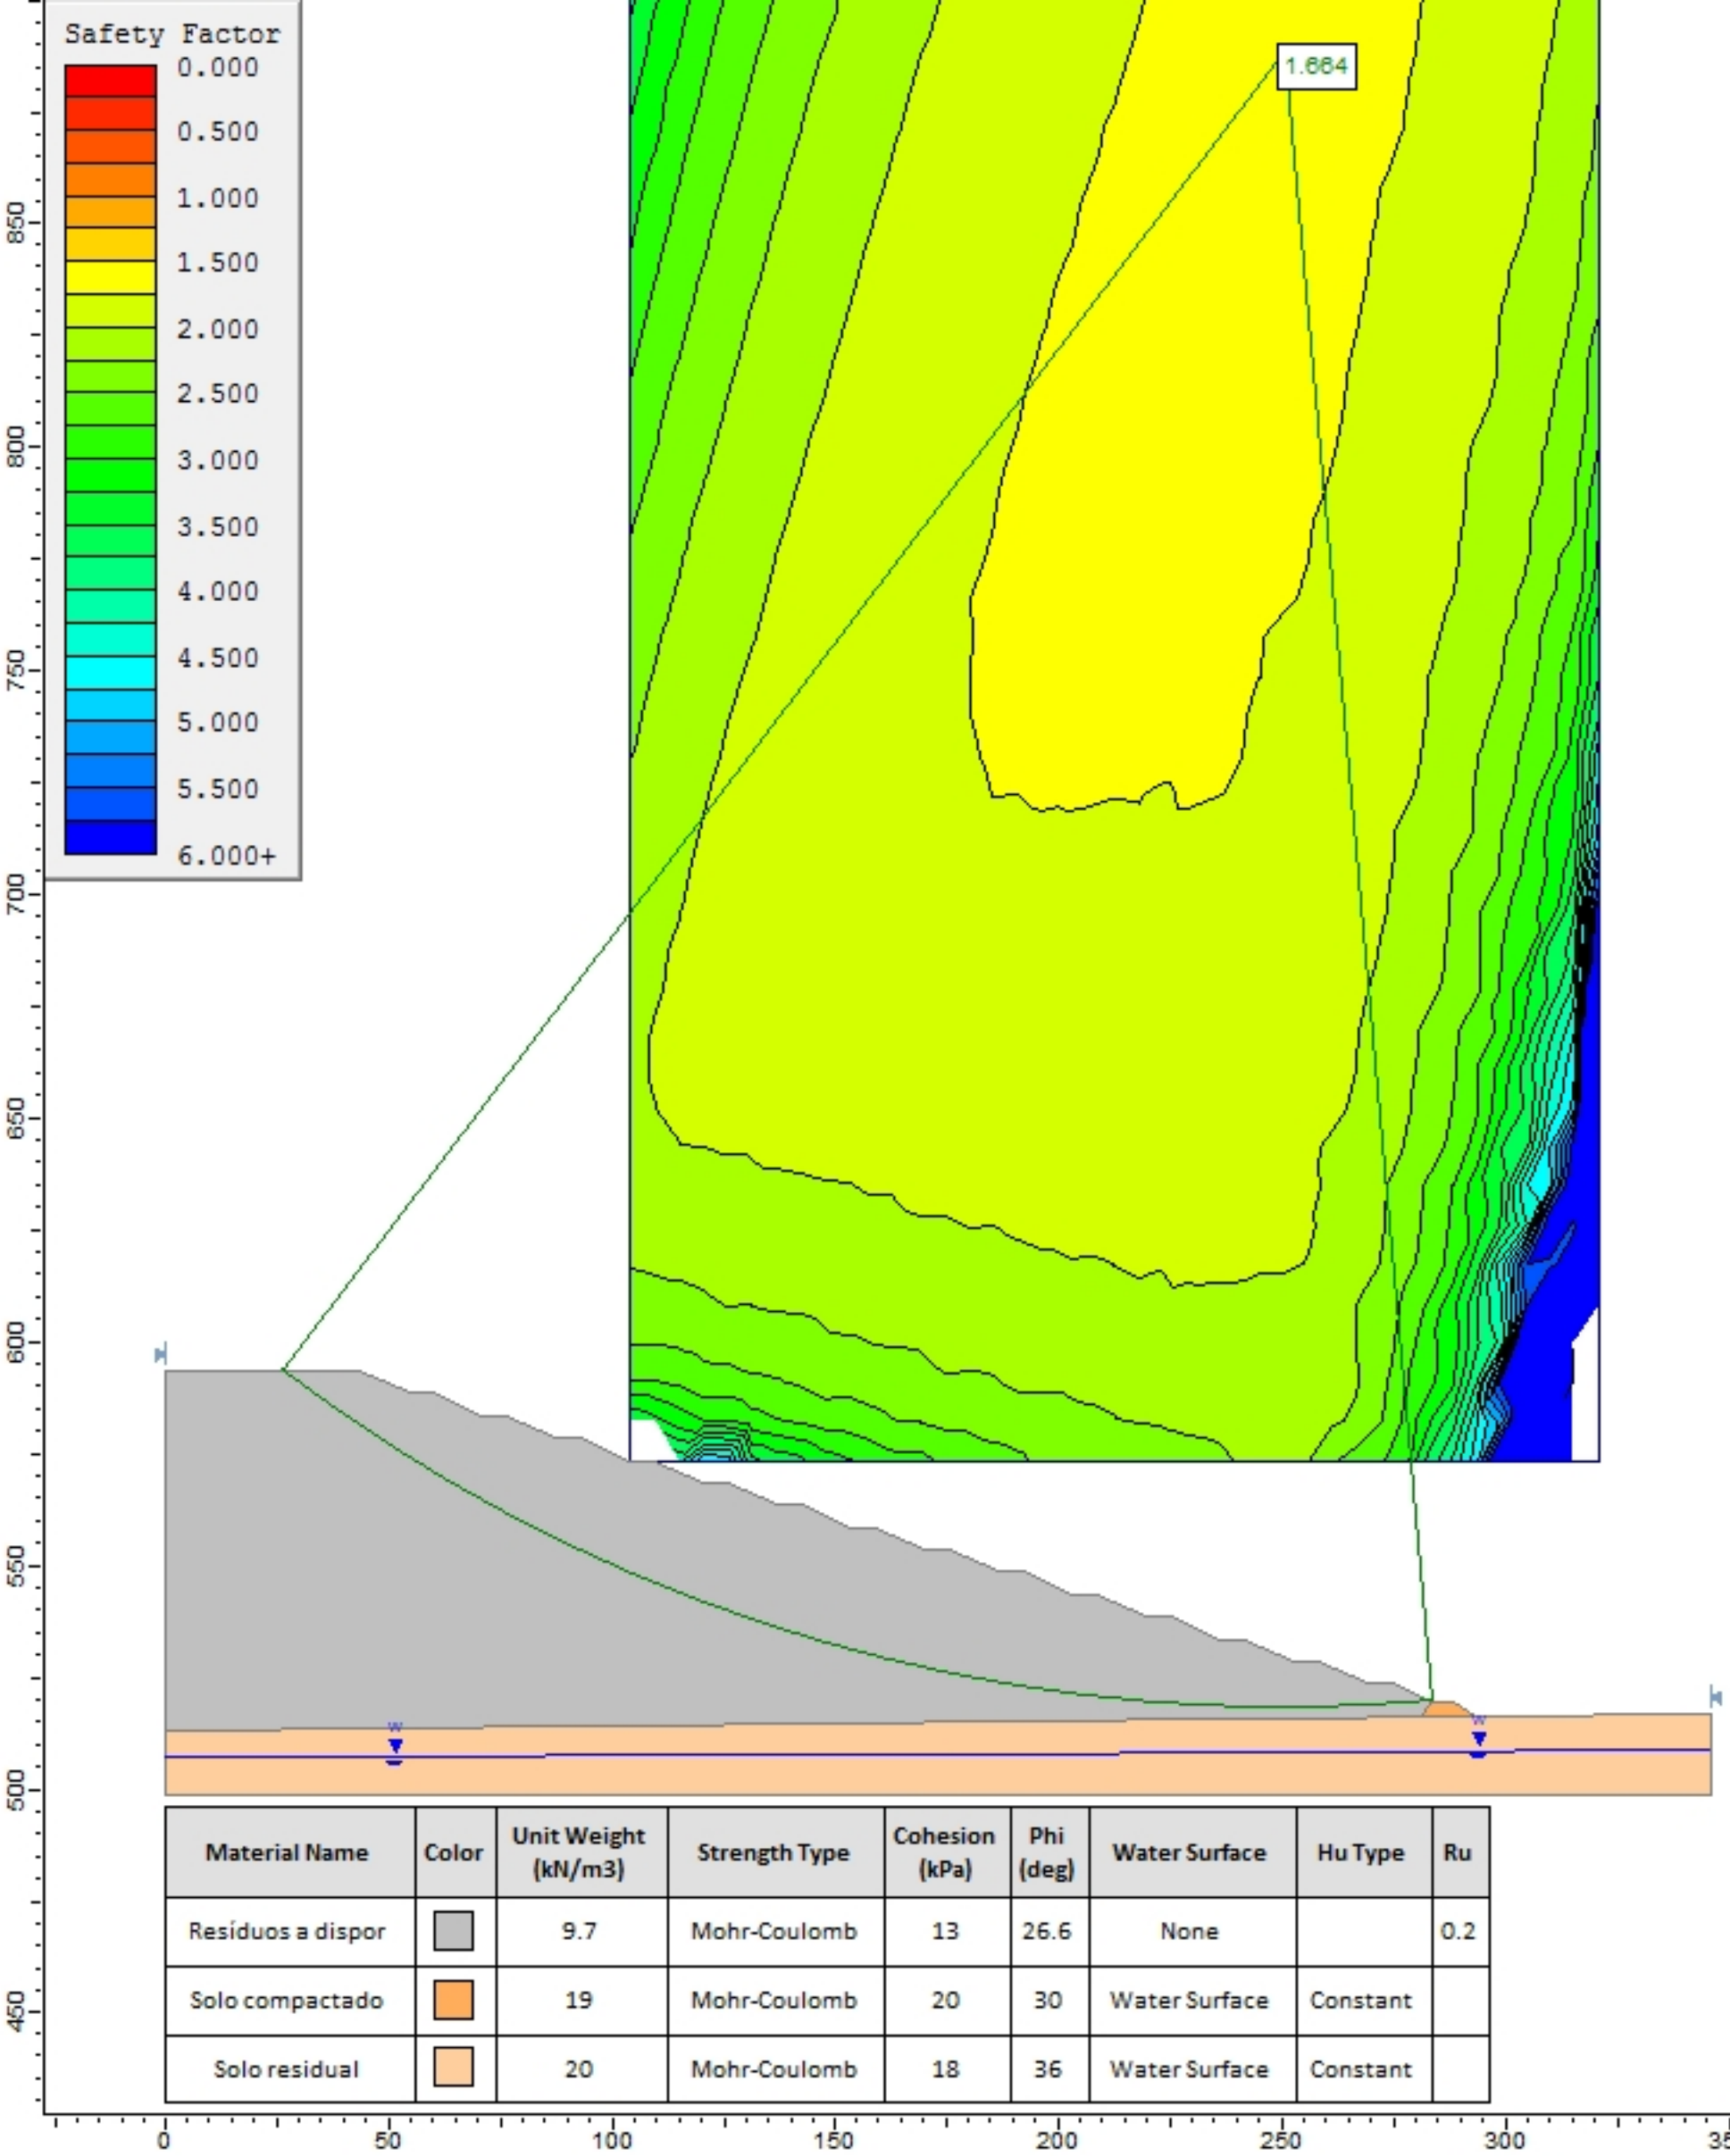 Safety Factor
0.000
0.500
1.000
1.500
2.000
2.500
3.000
3.500
4.000
4.500
5.000
5.500
6.000+
1.664
850
800
750
700
650
600
550
500
450
W
W
Material Name Color Unit Weight (kN/m3) Strength Type Cohesion (kPa) Phi (deg) Water Surface Hu Type Ru
Resíduos a dispor 9.7 Mohr-Coulomb 13 26.6 None 0.2
Solo compactado 19 Mohr-Coulomb 20 30 Water Surface Constant
Solo residual 20 Mohr-Coulomb 18 36 Water Surface Constant
0 50 100 150 200 250 300